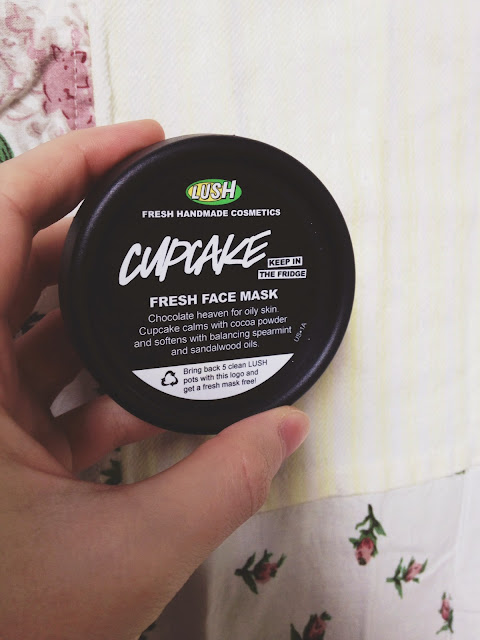 LUSH
FRESH HANDMADE COSMETICS
CUPCAKE
KEEP IN
THE FRIDGE
FRESH FACE MASK
Chocolate heaven for oily skin.
Cupcake calms with cocoa powder
and softens with balancing spearmint
and sandalwood oils.
US•1A
Bring back 5 clean LUSH
pots with this logo and
get a fresh mask free!